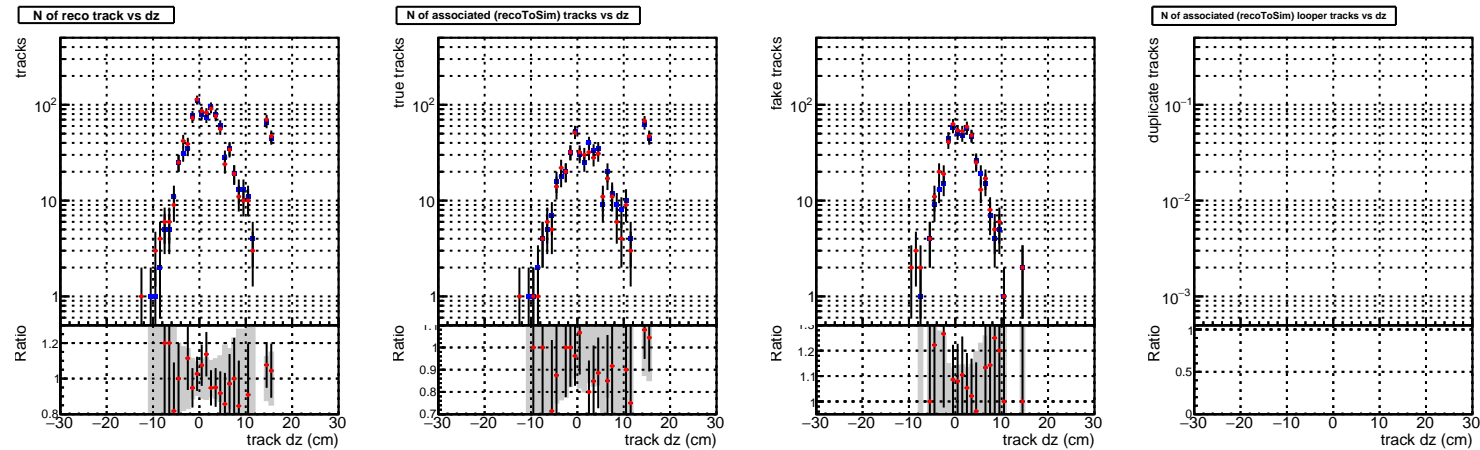 N of reco track vs dz
tracks
10²
10
1
Ratio
1.2
1
0.8
−30 −20 −10 0 10 20 30
track dz (cm)
N of associated (recoToSim) tracks vs dz
true tracks
10²
10
1
Ratio
1
0.9
0.8
0.7
−30 −20 −10 0 10 20 30
track dz (cm)
fake tracks
10²
10
1
Ratio
1.2
1.1
1
−30 −20 −10 0 10 20 30
track dz (cm)
N of associated (recoToSim) looper tracks vs dz
duplicate tracks
10⁻¹
10⁻²
10⁻³
Ratio
1
0.5
0
−30 −20 −10 0 10 20 30
track dz (cm)